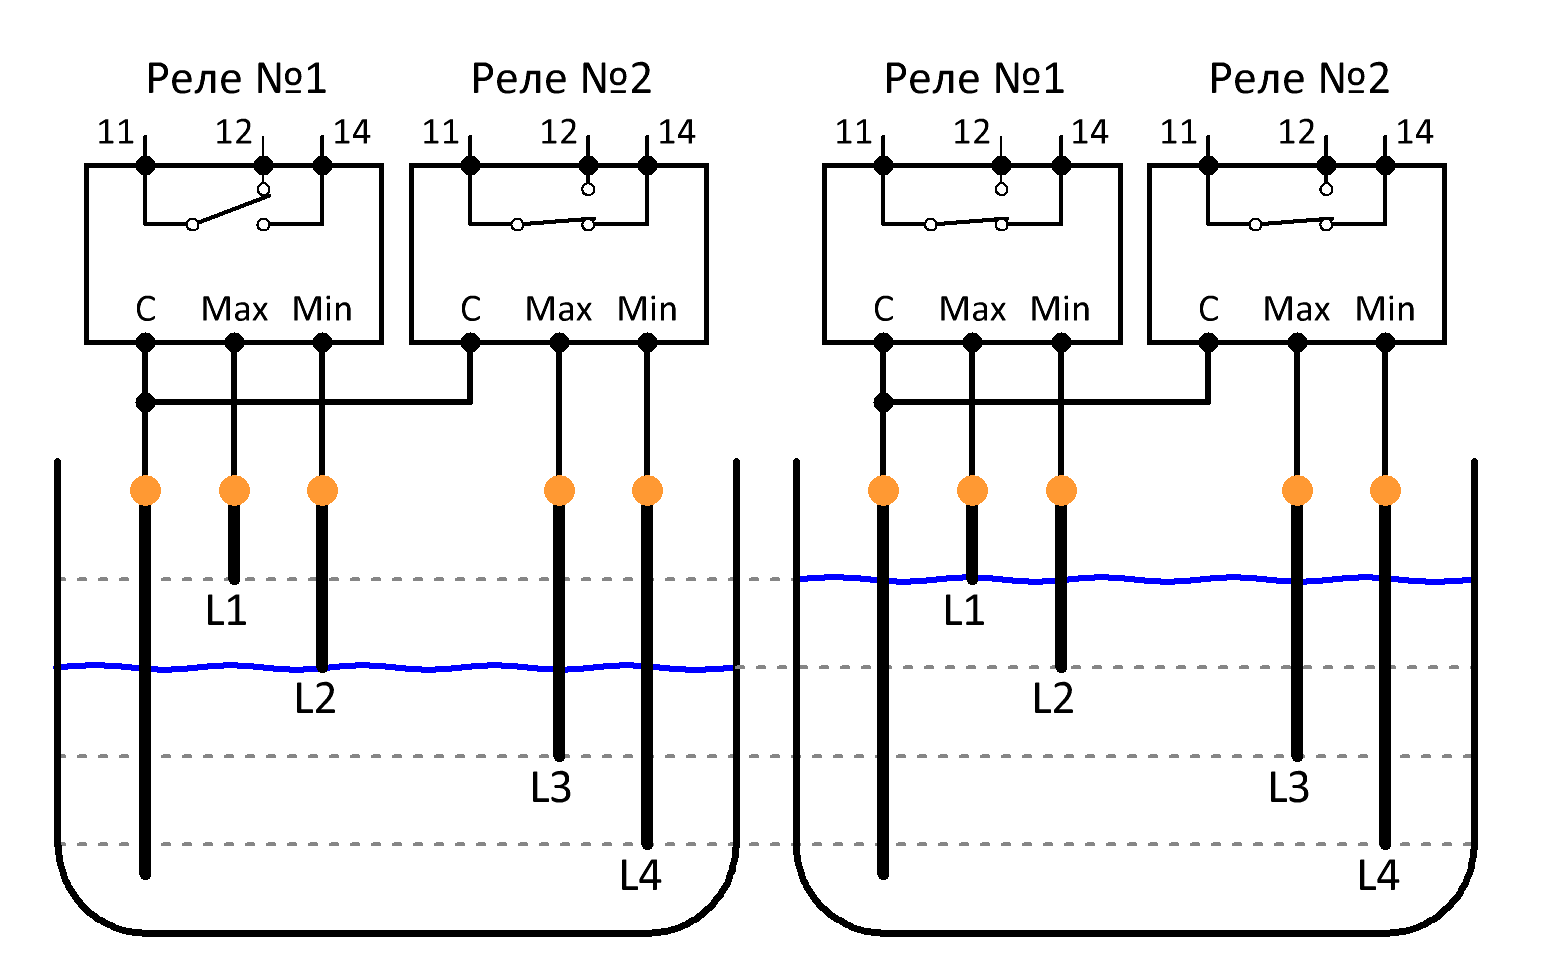 Реле №1 Реле №2 Реле №1 Реле №2
11 12 14 11 12 14 11 12 14 11 12 14
C Max Min C Max Min C Max Min C Max Min
L1 L1
L2 L2
L3 L3
L4 L4